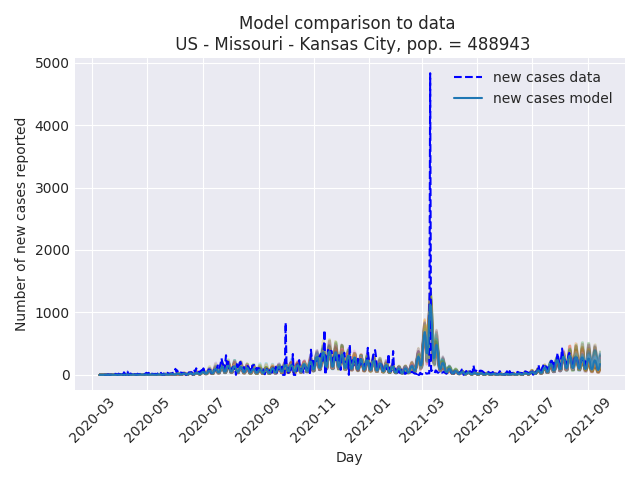 Model comparison to data
US - Missouri - Kansas City, pop. = 488943
5000
4000
3000
2000
1000
0
Number of new cases reported
new cases data
new cases model
2020-03
2020-05
2020-07
2020-09
2020-11
2021-01
2021-03
2021-05
2021-07
2021-09
Day